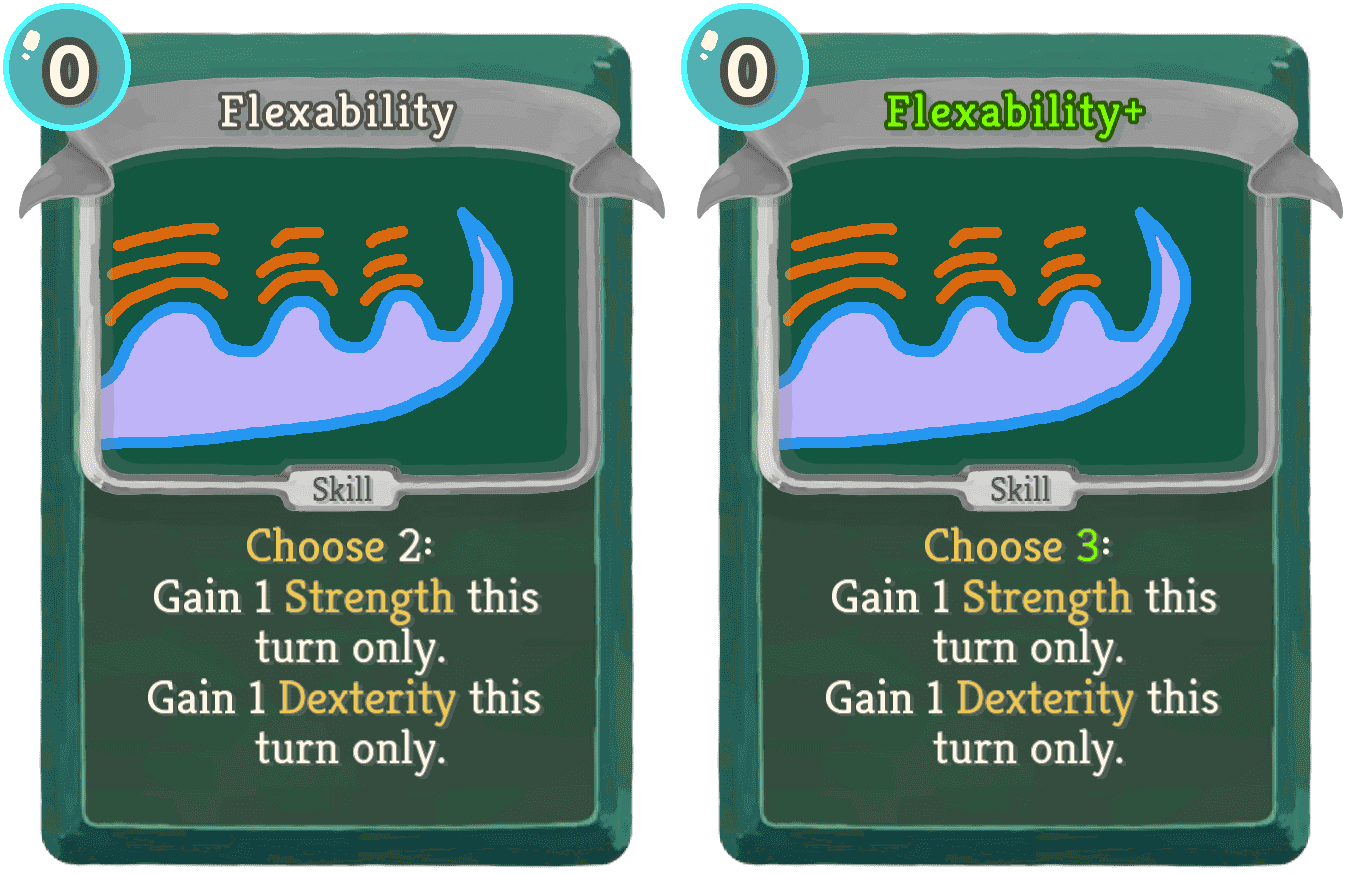 0
Flexability
Skill
Choose 2:
Gain 1 Strength this
turn only.
Gain 1 Dexterity this
turn only.
0
Flexability+
Skill
Choose 3:
Gain 1 Strength this
turn only.
Gain 1 Dexterity this
turn only.